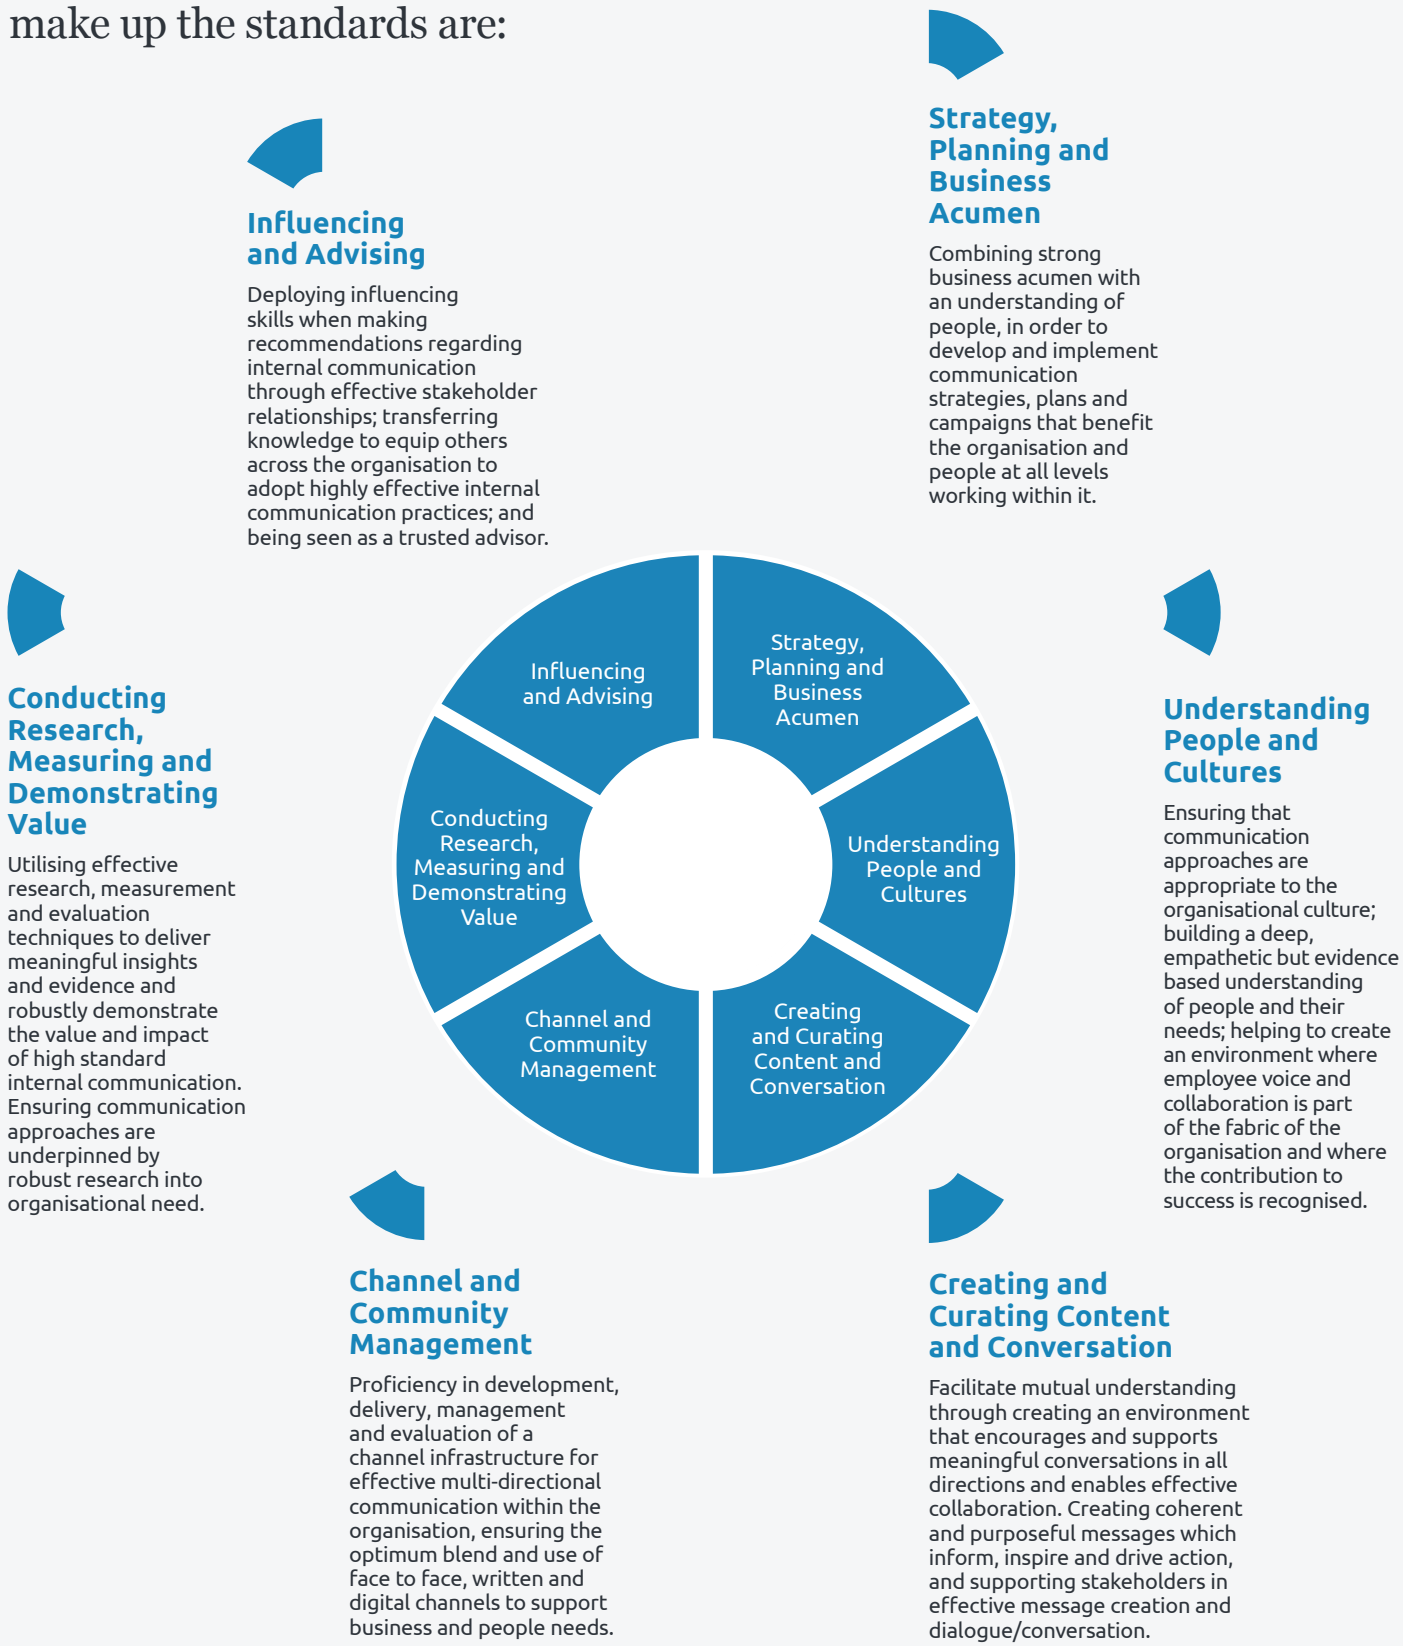 make up the standards are:
Strategy,
Planning and
Business
Acumen
Combining strong
business acumen with
an understanding of
people, in order to
develop and implement
communication
strategies, plans and
campaigns that benefit
the organisation and
people at all levels
working within it.
Influencing
and Advising
Deploying influencing
skills when making
recommendations regarding
internal communication
through effective stakeholder
relationships; transferring
knowledge to equip others
across the organisation to
adopt highly effective internal
communication practices; and
being seen as a trusted advisor.
Influencing
and Advising
Strategy,
Planning and
Business
Acumen
Conducting
Research,
Measuring and
Demonstrating
Value
Understanding
People and
Cultures
Channel and
Community
Management
Creating
and Curating
Content and
Conversation
Conducting
Research,
Measuring and
Demonstrating
Value
Utilising effective
research, measurement
and evaluation
techniques to deliver
meaningful insights
and evidence and
robustly demonstrate
the value and impact
of high standard
internal communication.
Ensuring communication
approaches are
underpinned by
robust research into
organisational need.
Understanding
People and
Cultures
Ensuring that
communication
approaches are
appropriate to the
organisational culture;
building a deep,
empathetic but evidence
based understanding
of people and their
needs; helping to create
an environment where
employee voice and
collaboration is part
of the fabric of the
organisation and where
the contribution to
success is recognised.
Channel and
Community
Management
Proficiency in development,
delivery, management
and evaluation of a
channel infrastructure for
effective multi-directional
communication within the
organisation, ensuring the
optimum blend and use of
face to face, written and
digital channels to support
business and people needs.
Creating and
Curating Content
and Conversation
Facilitate mutual understanding
through creating an environment
that encourages and supports
meaningful conversations in all
directions and enables effective
collaboration. Creating coherent
and purposeful messages which
inform, inspire and drive action,
and supporting stakeholders in
effective message creation and
dialogue/conversation.